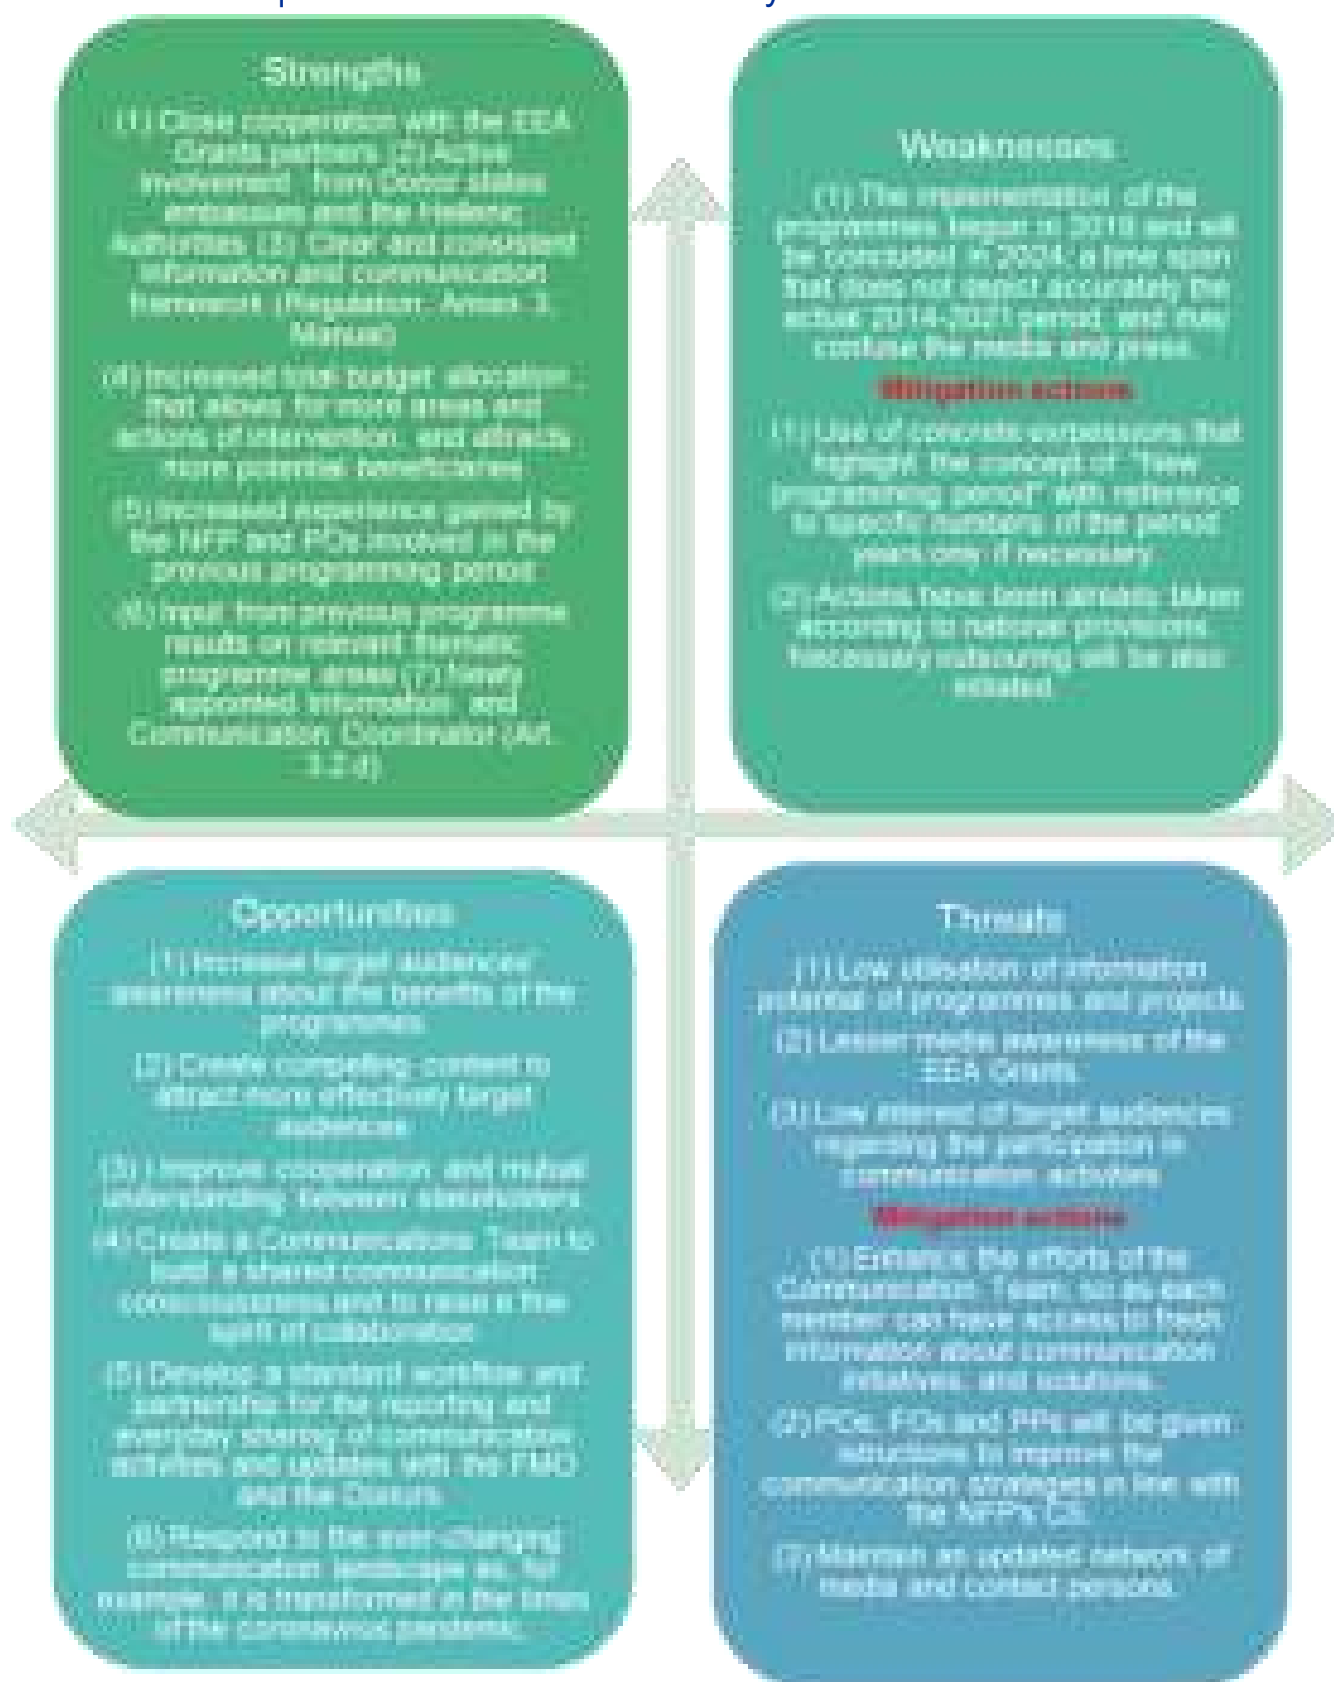 Strengths
(1) Close cooperation with the EEA
Grants partners (2) Active
involvement from Donor states
embassies and the Hellenic
Authorities (3) Clear and consistent
information and communication
framework (Regulation- Annex 3,
Manual)
(4) Increased total budget allocation
that allows for more areas and
actions of intervention and attracts
more potential beneficiaries
(5) Increased experience gained by
the NFP and POs involved in the
previous programming period
(6) Input from previous programme
results on relevant thematic
programme areas (7) Newly
appointed Information and
Communication Coordinator (Art.
3.2.d)
Weaknesses
(1) The implementation of the
programmes began in 2019 and will
be concluded in 2024, a time span
that does not depict accurately the
actual 2014-2021 period, and may
confuse the media and press.
Mitigation actions
(1) Use of concrete expressions that
highlight the concept of "New
programming period" with reference
to specific numbers of the period
years only if necessary
(2) Actions have been already taken
according to national provisions.
Necessary outsouring will be also
initiated.
Opportunities
(1) Increase target audiences'
awareness about the benefits of the
programmes
(2) Create compelling content to
attract more effectively target
audiences
(3) Improve cooperation and mutual
understanding between stakeholders
(4) Create a Communications Team to
build a shared communication
consciousness and to the
spirit of collaboration
(5) Develop a standard workflow and
partnership for the reporting and
everyday sharing of communication
activities and updates with the FMO
and the Donors
(6) Respond to the ever-changing
communication landscape as, for
example, it is transformed in the times
of the coronavirus pandemic.
Threats
(1) Low utilisation of information
potential of programmes and projects
(2) Lesser media awareness of the
EEA Grants
(3) Low interest of target audiences
regarding the participation in
communication activities
Mitigation actions
(1) Enhance the efforts of the
Communication Team, so as each
member can have access to fresh
information about communication
initiatives, and solutions.
(2) POs, FOs and PPs will be given
structions to improve the
communication strategies in line with
the NFP's CS.
(3) Maintain an updated network of
media and contact persons